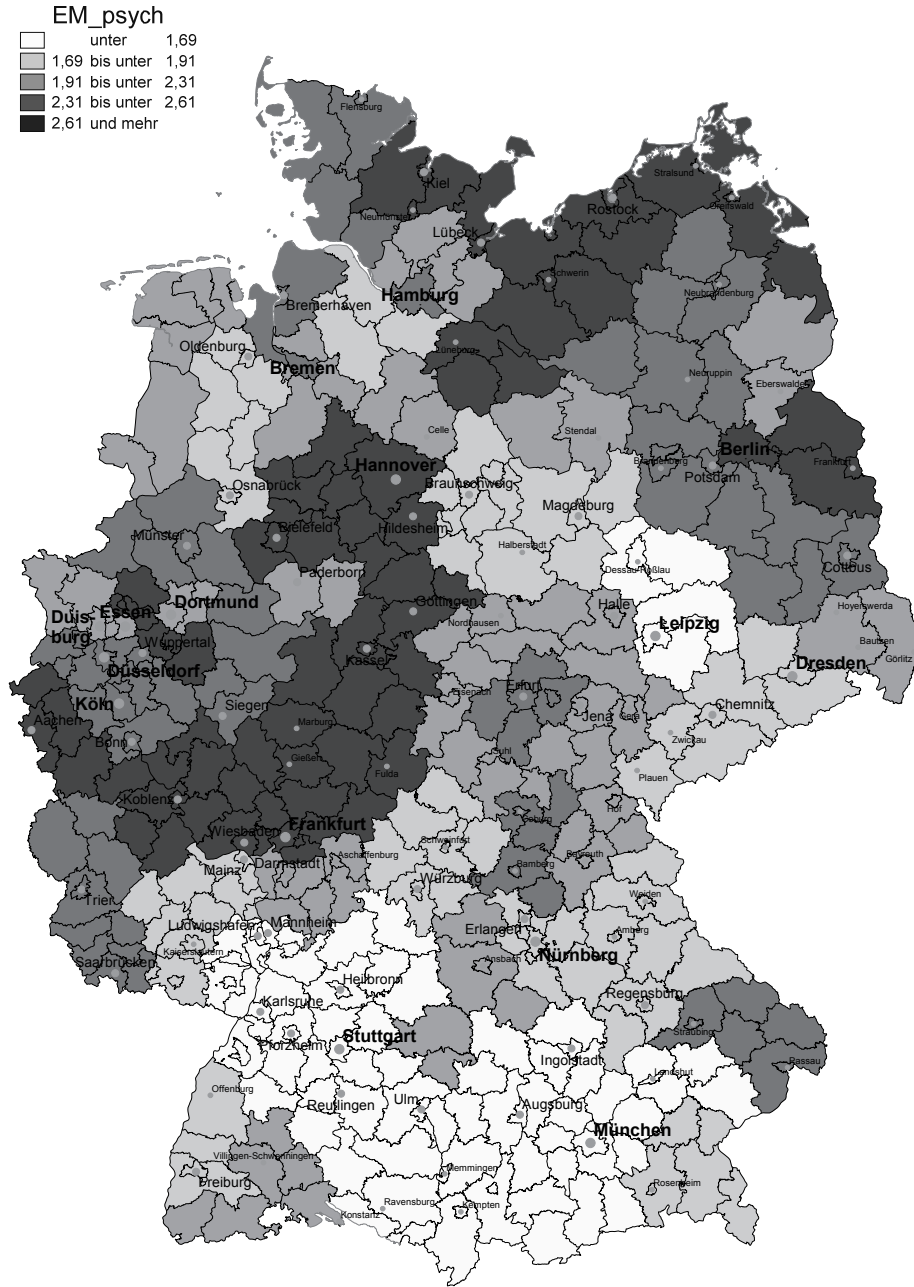 EM_psych
unter 1,69
1,69 bis unter 1,91
1,91 bis unter 2,31
2,31 bis unter 2,61
2,61 und mehr
Flensburg
Kiel
Stralsund
Rostock
Greifswald
Neumünster
Lübeck
Schwerin
Hamburg
Neubrandenburg
Bremerhaven
Oldenburg
Lüneburg
Bremen
Neuruppin
Eberswalde
Celle
Stendal
Berlin
Hannover
Brandenburg
Frankfurt
Potsdam
Osnabrück
Braunschweig
Magdeburg
Bielefeld
Hildesheim
Münster
Halberstadt
Cottbus
Dessau-Roßlau
Paderborn
Göttingen
Halle
Hoyerswerda
Duis-
burg
Essen
Dortmund
Nordhausen
Leipzig
Bautzen
Wuppertal
Görlitz
Kassel
Dresden
Düsseldorf
Erfurt
Eisenach
Köln
Siegen
Jena
Gera
Chemnitz
Aachen
Marburg
Zwickau
Bonn
Suhl
Gießen
Fulda
Plauen
Koblenz
Hof
Coburg
Wiesbaden
Frankfurt
Schweinfurt
Mainz
Darmstadt
Aschaffenburg
Bayreuth
Bamberg
Würzburg
Trier
Weiden
Ludwigshafen
Mannheim
Erlangen
Amberg
Kaiserslautern
Nürnberg
Saarbrücken
Ansbach
Heilbronn
Regensburg
Karlsruhe
Straubing
Stuttgart
Pforzheim
Ingolstadt
Passau
Landshut
Offenburg
Reutlingen
Ulm
Augsburg
München
Villingen-Schwenningen
Memmingen
Freiburg
Rosenheim
Ravensburg
Kempten
Konstanz